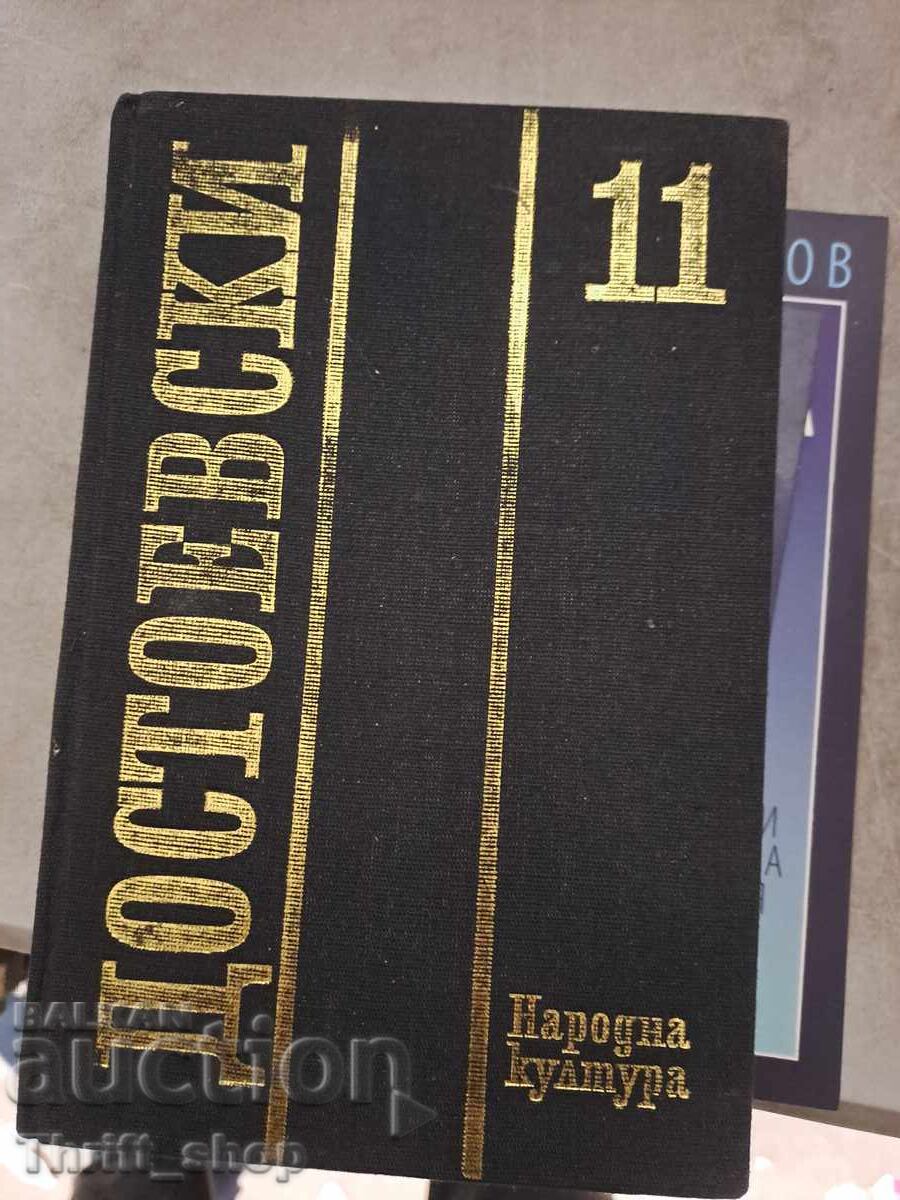 ДОСТОЕВСКИ
11
Народна
култура
ОВ
А
И
А
Я
BALKAN
auction
Thrift_shop